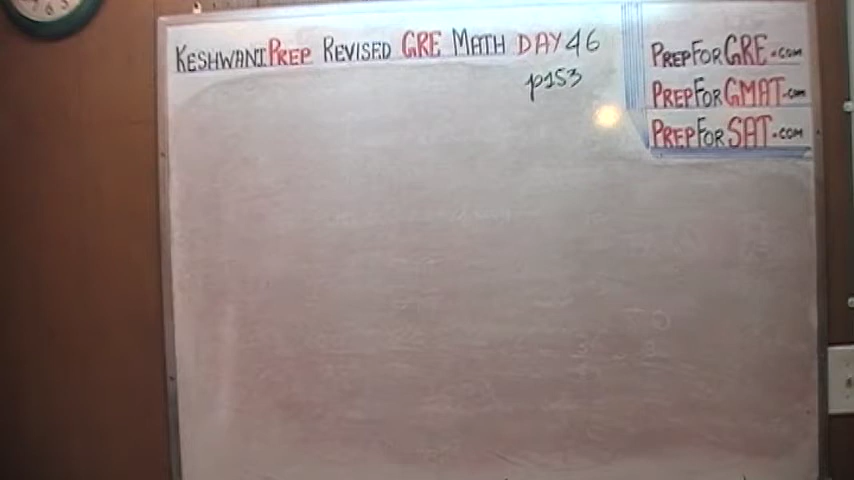 KESHWANIPREP REVISED GRE MATH DAY 46
p153
PREPFORGRE.com
PREPFORGMAT.com
PREPFORSAT.com